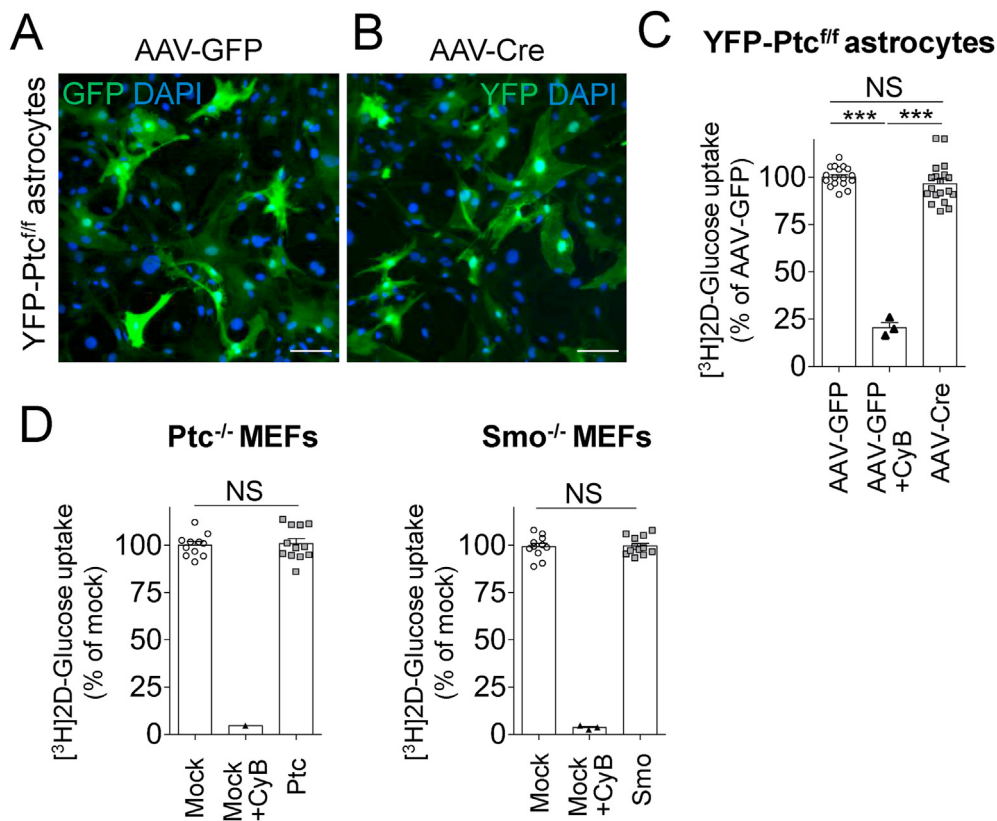 A
AAV-GFP
B
AAV-Cre
YFP-Ptcf/f astrocytes
GFP DAPI
YFP DAPI
C
YFP-Ptcf/f astrocytes
NS
***
***
[3H]2D-Glucose uptake
(% of AAV-GFP)
100
75
50
25
0
AAV-GFP
AAV-GFP
+CyB
AAV-Cre
D
Ptc-/- MEFs
NS
[3H]2D-Glucose uptake
(% of mock)
100
75
50
25
0
Mock
Mock
+CyB
Ptc
Smo-/- MEFs
NS
[3H]2D-Glucose uptake
(% of mock)
100
75
50
25
0
Mock
Mock
+CyB
Smo